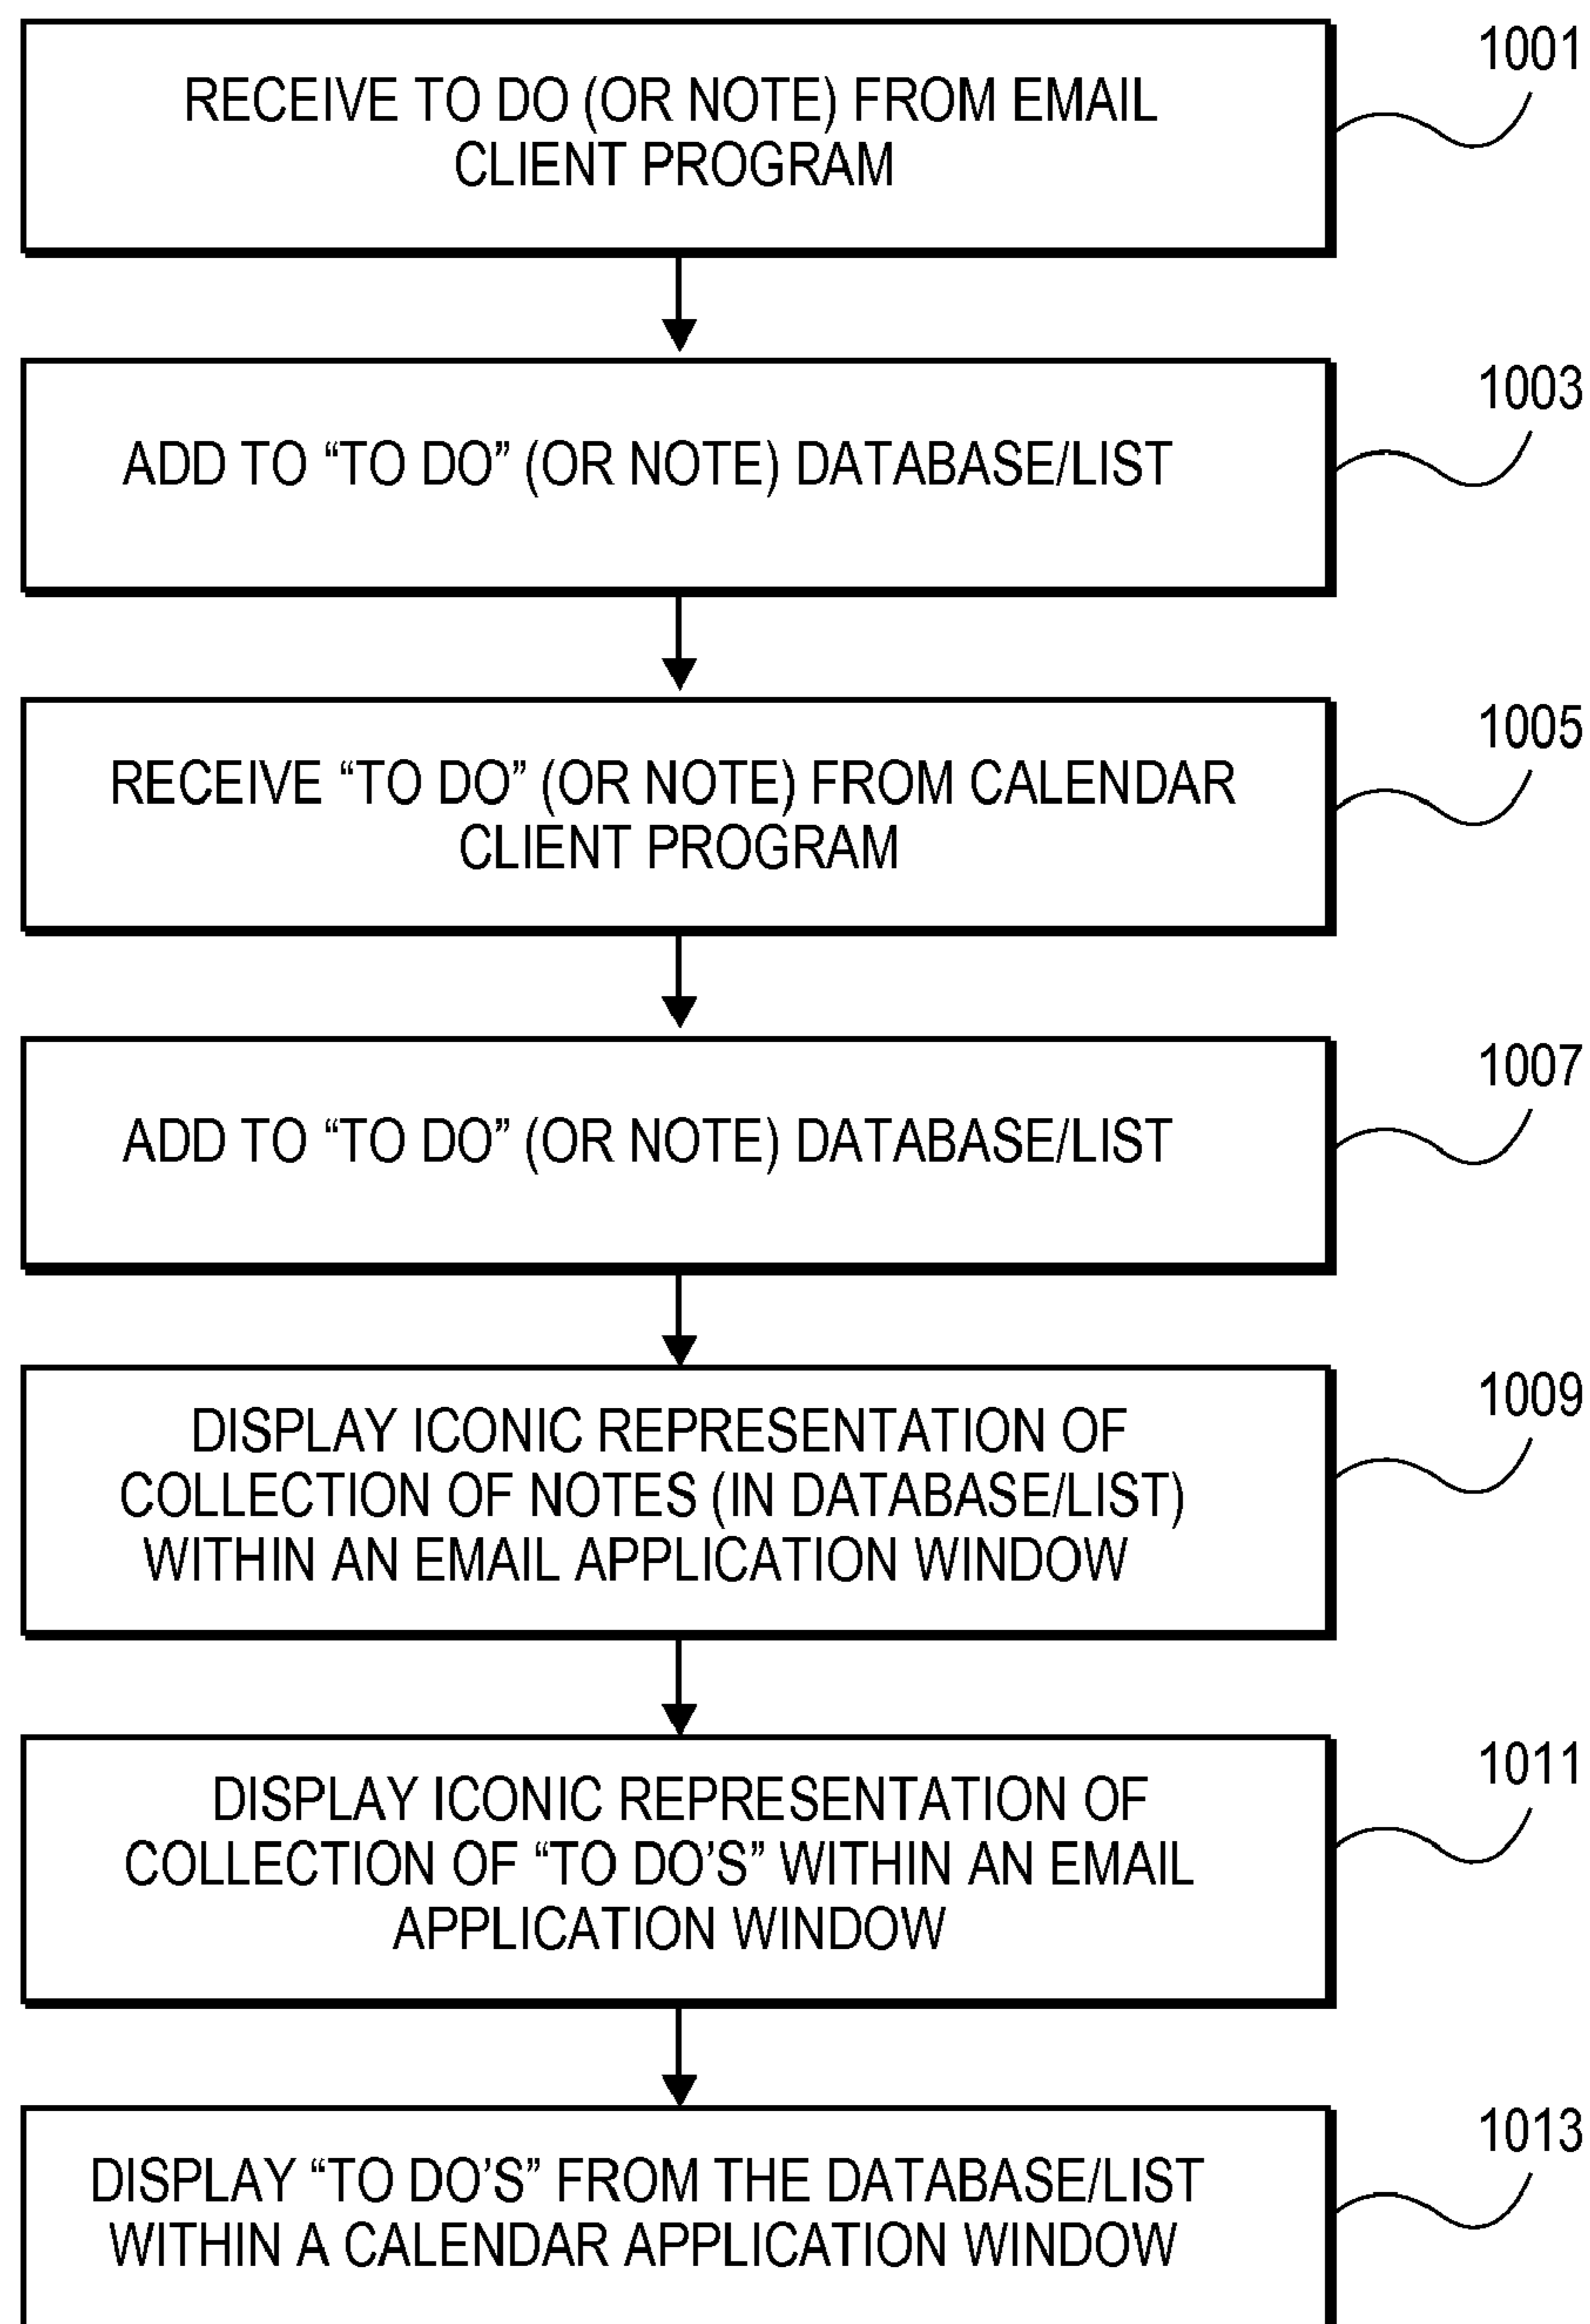 1001
RECEIVE TO DO (OR NOTE) FROM EMAIL
CLIENT PROGRAM
1003
ADD TO “TO DO” (OR NOTE) DATABASE/LIST
1005
RECEIVE “TO DO” (OR NOTE) FROM CALENDAR
CLIENT PROGRAM
1007
ADD TO “TO DO” (OR NOTE) DATABASE/LIST
1009
DISPLAY ICONIC REPRESENTATION OF
COLLECTION OF NOTES (IN DATABASE/LIST)
WITHIN AN EMAIL APPLICATION WINDOW
1011
DISPLAY ICONIC REPRESENTATION OF
COLLECTION OF “TO DO’S” WITHIN AN EMAIL
APPLICATION WINDOW
1013
DISPLAY “TO DO’S” FROM THE DATABASE/LIST
WITHIN A CALENDAR APPLICATION WINDOW